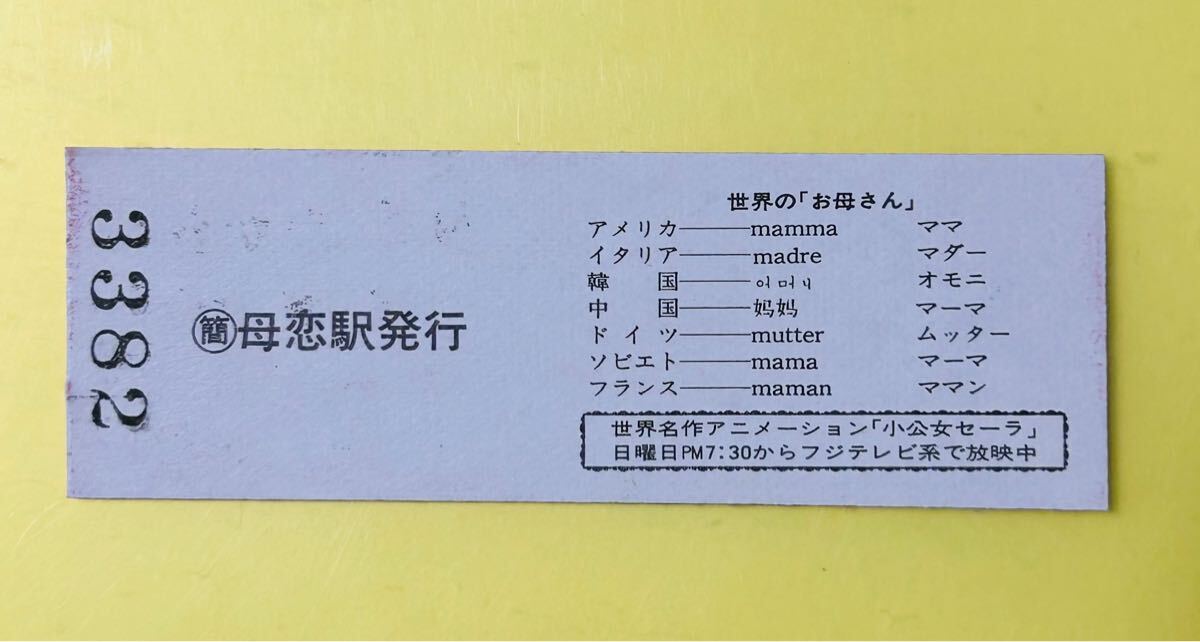 3382
㋙母恋駅発行
世界の「お母さん」
アメリカ———mamma ママ
イタリア———madre マダー
韓国———어머니 オモニ
中国———妈妈 マーマ
ドイツ———mutter ムッター
ソビエト———mama マーマ
フランス———maman ママン
世界名作アニメーション「小公女セーラ」
日曜日PM7:30からフジテレビ系で放映中